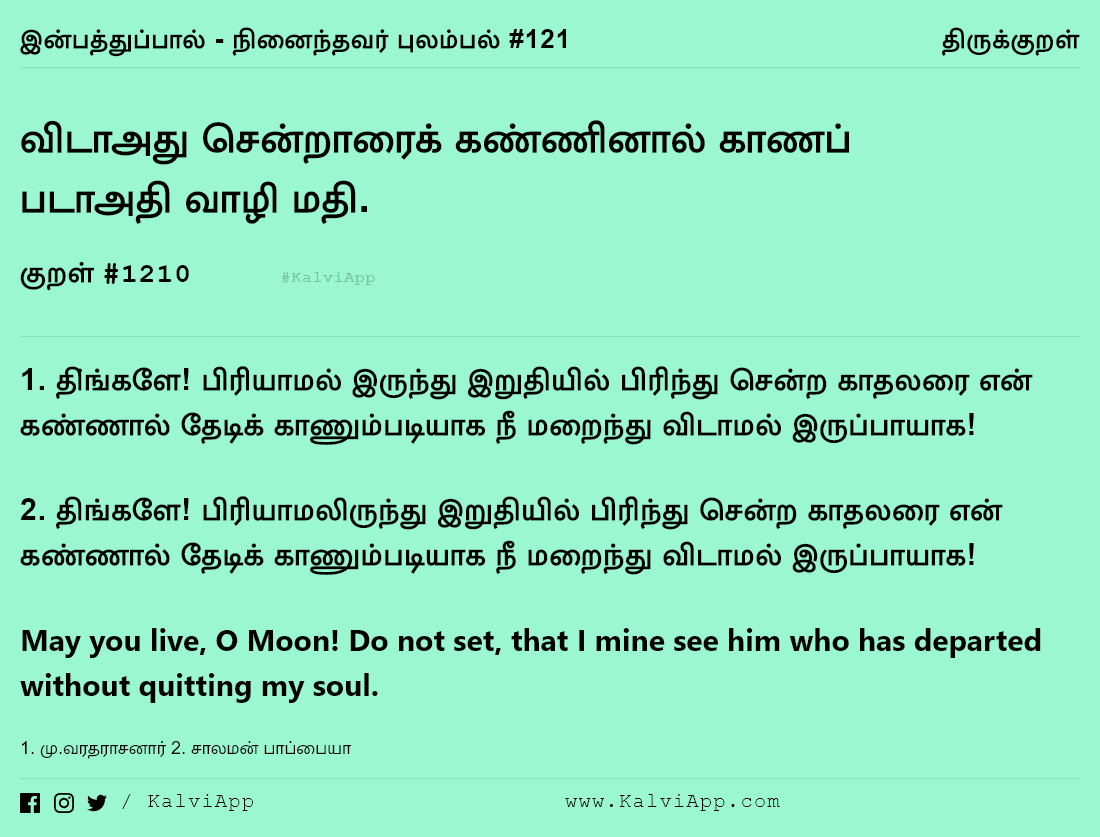 இன்பத்துப்பால் - நினைந்தவர் புலம்பல் #121 திருக்குறள்
விடாஅது சென்றாரைக் கண்ணினால் காணப்
படாஅதி வாழி மதி.
குறள் #1210 #KalviApp
1. திங்களே! பிரியாமல் இருந்து இறுதியில் பிரிந்து சென்ற காதலரை என்
கண்ணால் தேடிக் காணும்படியாக நீ மறைந்து விடாமல் இருப்பாயாக!
2. திங்களே! பிரியாமலிருந்து இறுதியில் பிரிந்து சென்ற காதலரை என்
கண்ணால் தேடிக் காணும்படியாக நீ மறைந்து விடாமல் இருப்பாயாக!
May you live, O Moon! Do not set, that I mine see him who has departed
without quitting my soul.
1. மு.வரதராசனார் 2. சாலமன் பாப்பையா
/ KalviApp www.KalviApp.com